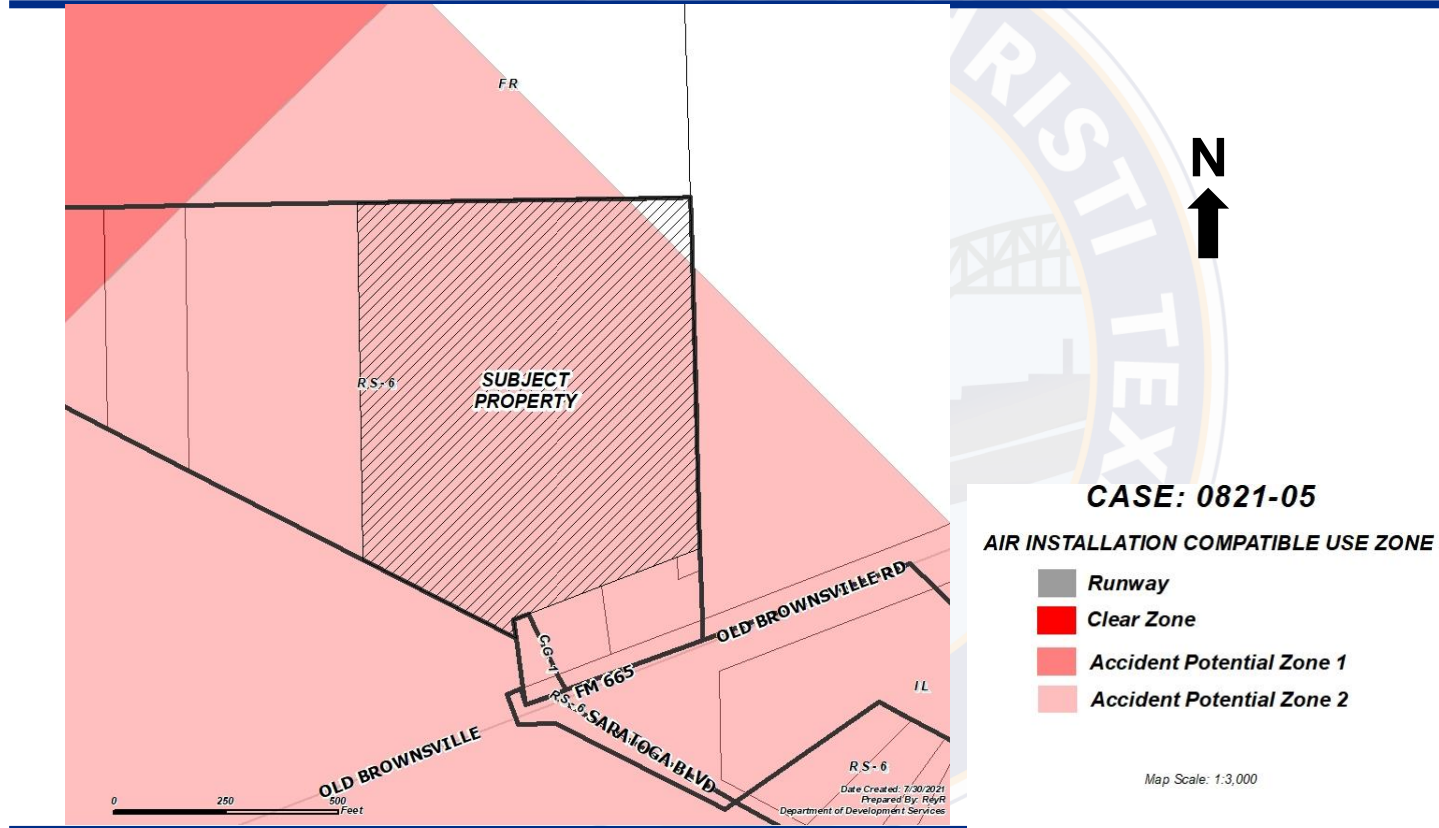 FR
RS-6
SUBJECT
PROPERTY
CG-1
OLD BROWNSVILLE RD
FM 665
RS-6
SARATOGA BLVD
OLD BROWNSVILLE
IL
RS-6
0 250 500
Feet
Date Created: 7/30/2021
Prepared By: ReyR
Department of Development Services
RISTI TEX
N
CASE: 0821-05
AIR INSTALLATION COMPATIBLE USE ZONE
Runway
Clear Zone
Accident Potential Zone 1
Accident Potential Zone 2
Map Scale: 1:3,000